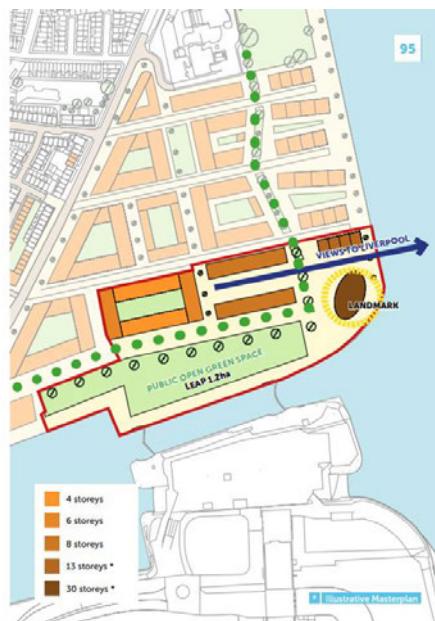 95
VIEWS TO LIVERPOOL
LANDMARK
PUBLIC OPEN GREEN SPACE
LEAP 1.2ha
4 storeys
6 storeys
8 storeys
13 storeys *
30 storeys *
Illustrative Masterplan